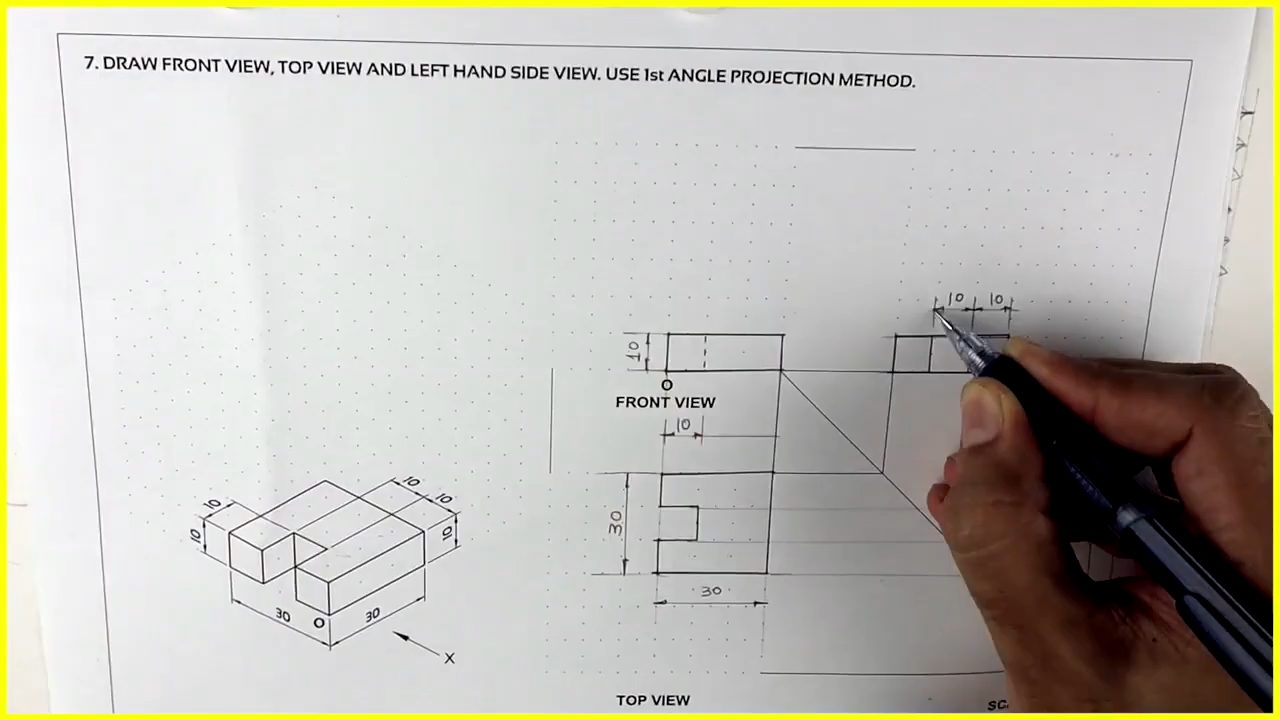 7. DRAW FRONT VIEW, TOP VIEW AND LEFT HAND SIDE VIEW. USE 1st ANGLE PROJECTION METHOD.
10 10
10
O
FRONT VIEW
10
10 10
10
10 10
30
30 30
O
30
X
TOP VIEW